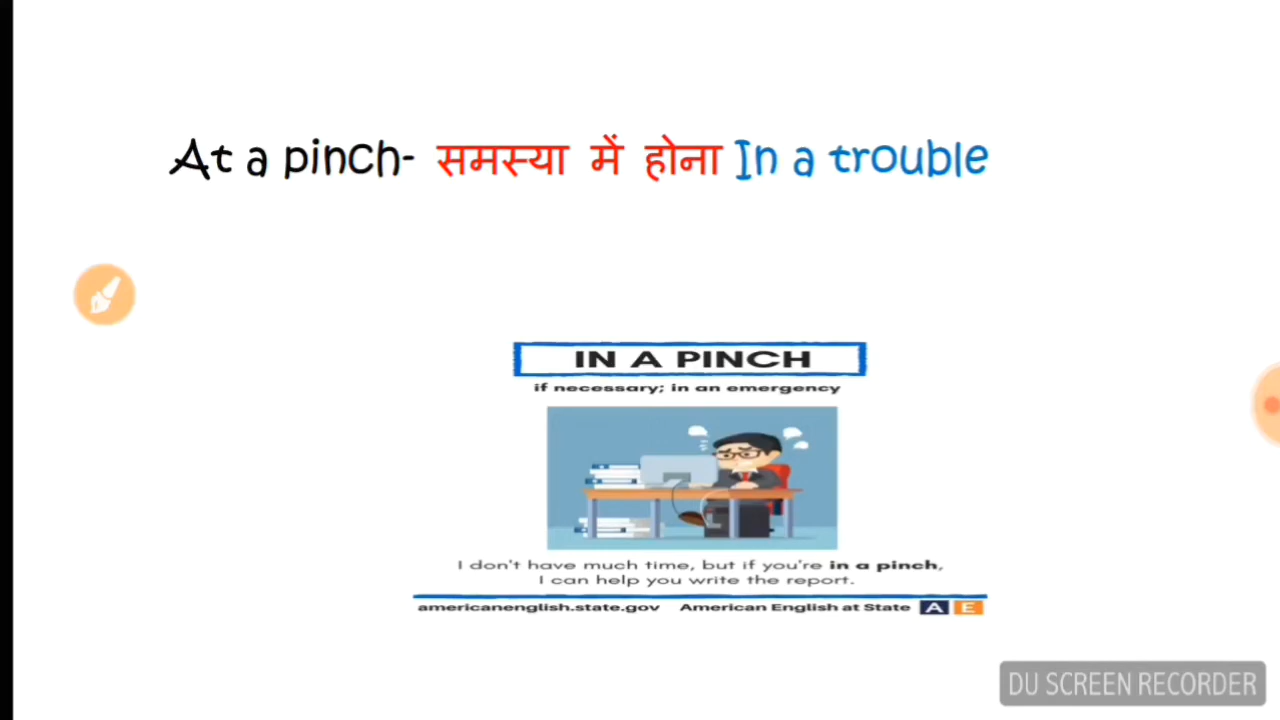 At a pinch- समस्या में होना In a trouble
IN A PINCH
if necessary; in an emergency
I don't have much time, but if you're in a pinch,
I can help you write the report.
americanenglish.state.gov American English at State A E
DU SCREEN RECORDER